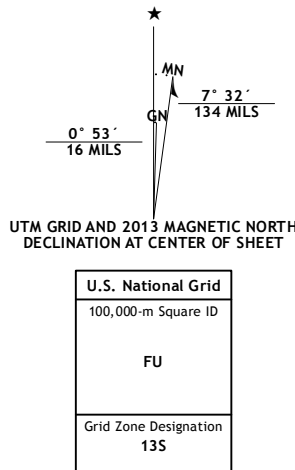 MN
GN
7° 32´
134 MILS
0° 53´
16 MILS
UTM GRID AND 2013 MAGNETIC NORTH
DECLINATION AT CENTER OF SHEET
U.S. National Grid
100,000-m Square ID
FU
Grid Zone Designation
13S